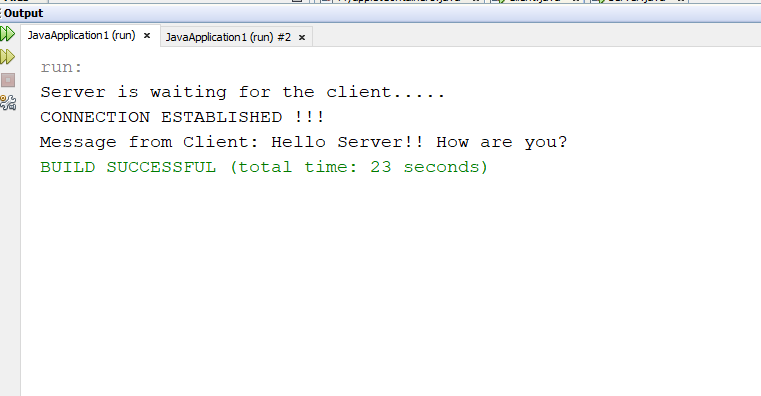 Output
JavaApplication1 (run) × JavaApplication1 (run) #2 ×
run:
Server is waiting for the client.....
CONNECTION ESTABLISHED !!!
Message from Client: Hello Server!! How are you?
BUILD SUCCESSFUL (total time: 23 seconds)